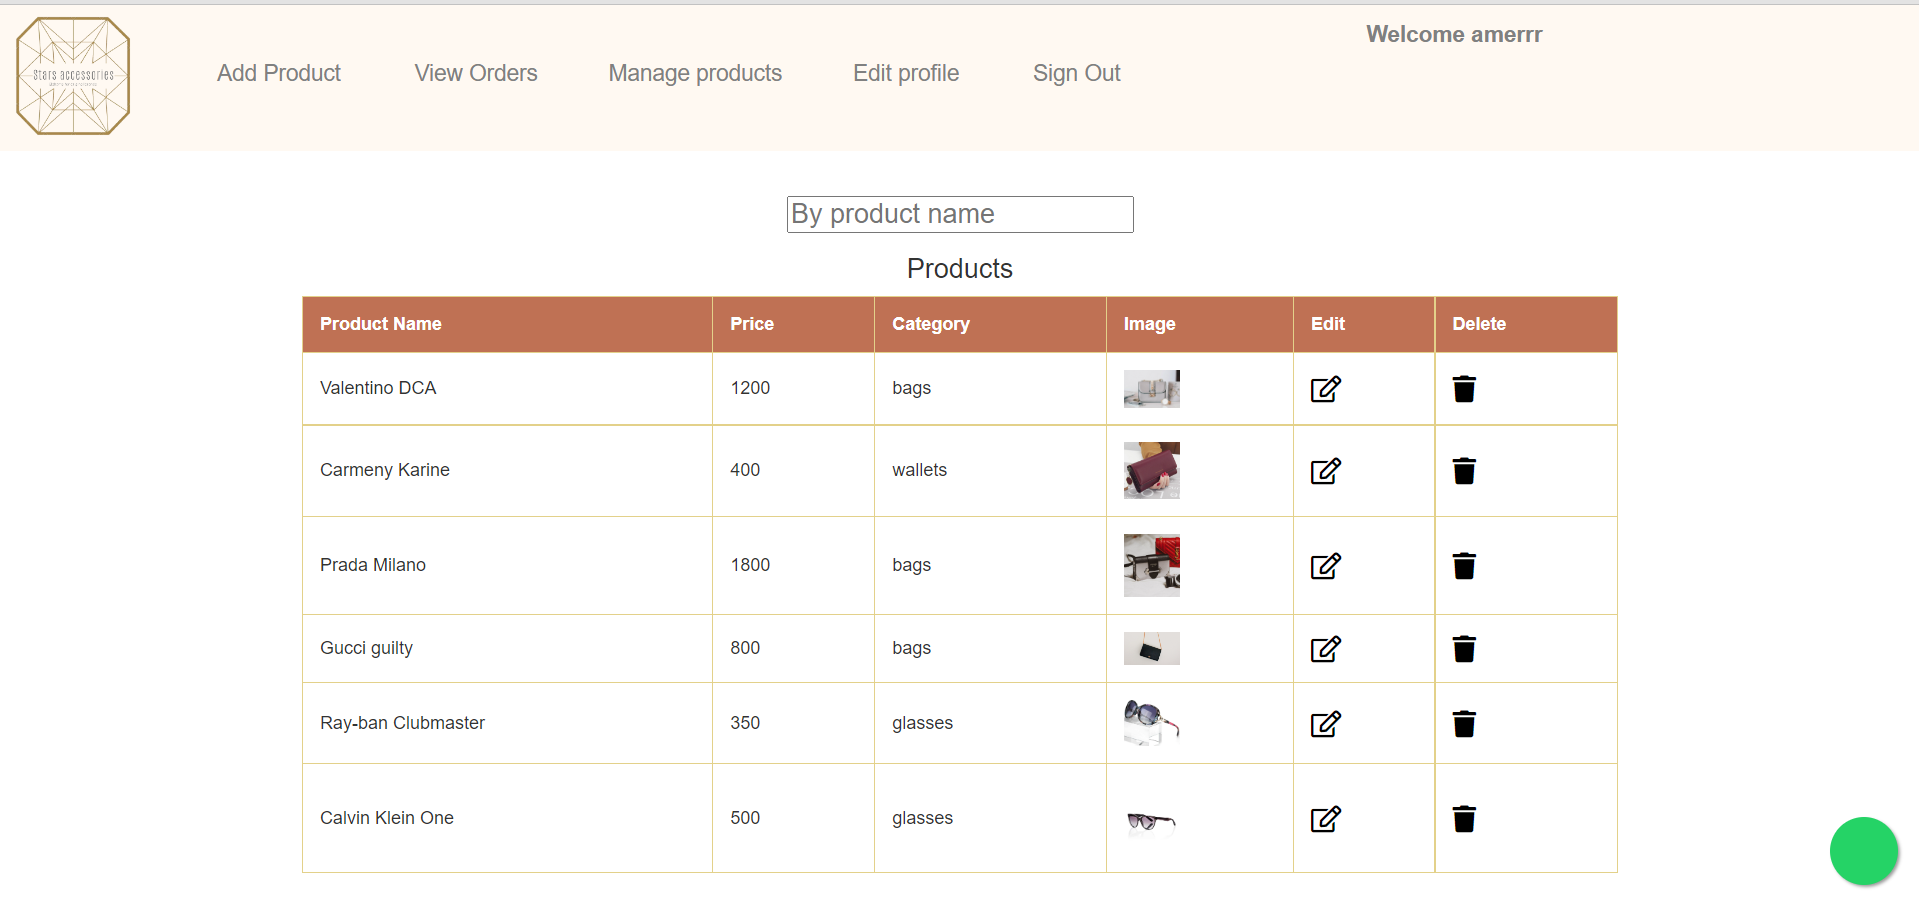 Stars accessories
Welcome amerrr
Add Product View Orders Manage products Edit profile Sign Out
By product name
Products
Product Name Price Category Image Edit Delete
Valentino DCA 1200 bags
Carmeny Karine 400 wallets
Prada Milano 1800 bags
Gucci guilty 800 bags
Ray-ban Clubmaster 350 glasses
Calvin Klein One 500 glasses